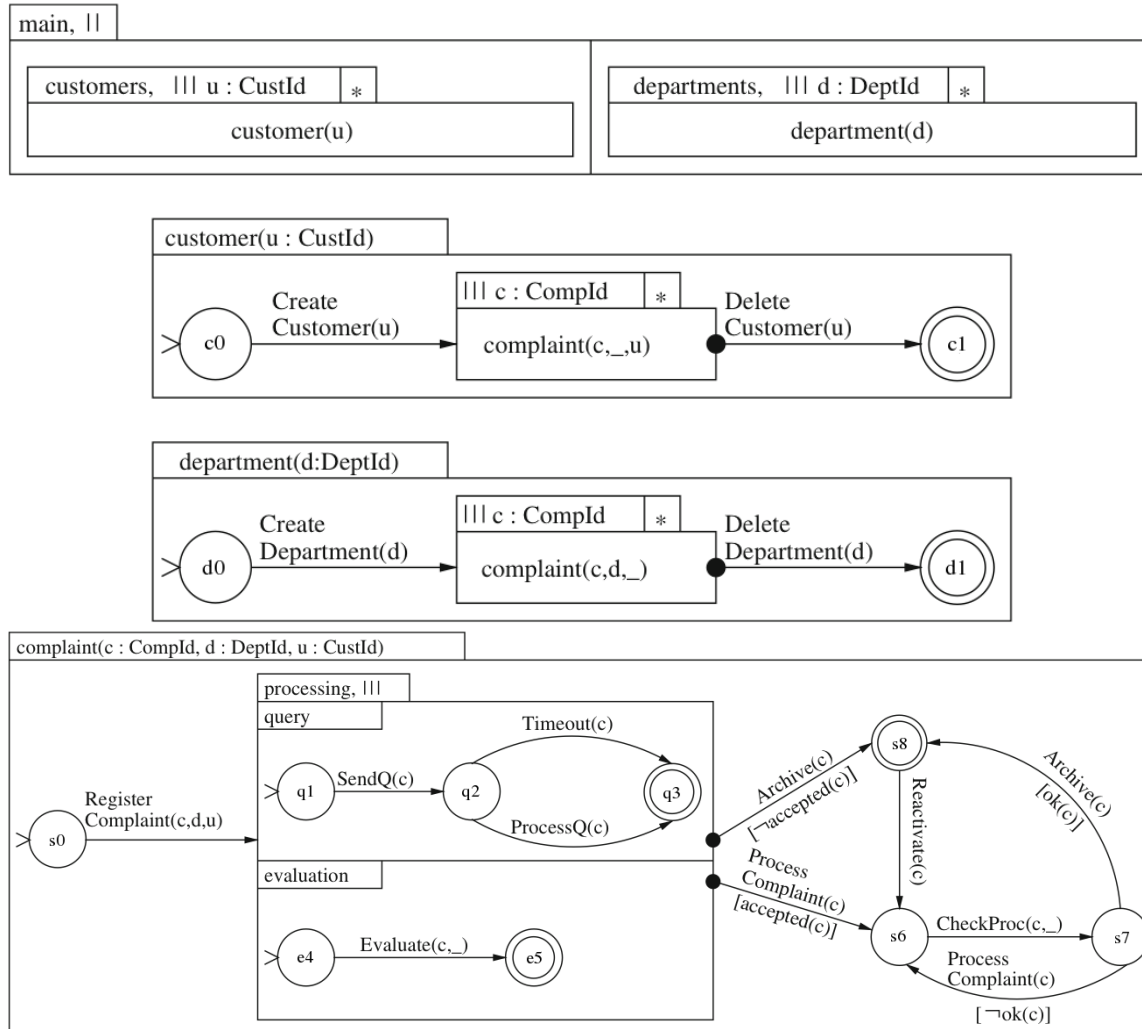 main, ||
customers, ||| u : CustId *
customer(u)
departments, ||| d : DeptId *
department(d)
customer(u : CustId)
c0
Create
Customer(u)
||| c : CompId *
complaint(c,_,u)
Delete
Customer(u)
c1
department(d:DeptId)
d0
Create
Department(d)
||| c : CompId *
complaint(c,d,_)
Delete
Department(d)
d1
complaint(c : CompId, d : DeptId, u : CustId)
s0
Register
Complaint(c,d,u)
processing, |||
query
q1
SendQ(c)
q2
Timeout(c)
ProcessQ(c)
q3
evaluation
e4
Evaluate(c,_)
e5
Archive(c)
[¬accepted(c)]
Process
Complaint(c)
[accepted(c)]
s8
Reactivate(c)
Archive(c)
[ok(c)]
s6
CheckProc(c,_)
s7
Process
Complaint(c)
[¬ok(c)]